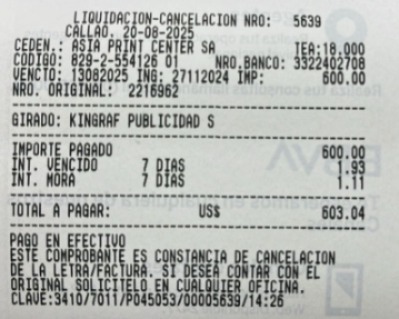 LIQUIDACION-CANCELACION NRO: 5639
CALLAO, 20-08-2025
CEDEN.: ASIA PRINT CENTER SA TEA:18.000
CODIGO: 829-2-554126 01 NRO.BANCO: 3322402708
VENCTO: 13082025 ING: 27112024 IMP: 600.00
NRO. ORIGINAL: 2216962
GIRADO: KINGRAF PUBLICIDAD S
IMPORTE PAGADO 600.00
INT. VENCIDO 7 DIAS 1.93
INT. MORA 7 DIAS 1.11
TOTAL A PAGAR: US$ 603.04
PAGO EN EFECTIVO
ESTE COMPROBANTE ES CONSTANCIA DE CANCELACION
DE LA LETRA/FACTURA. SI DESEA CONTAR CON EL
ORIGINAL SOLICITELO EN CUALQUIER OFICINA.
CLAVE:3410/7011/P045053/00005639/14:26